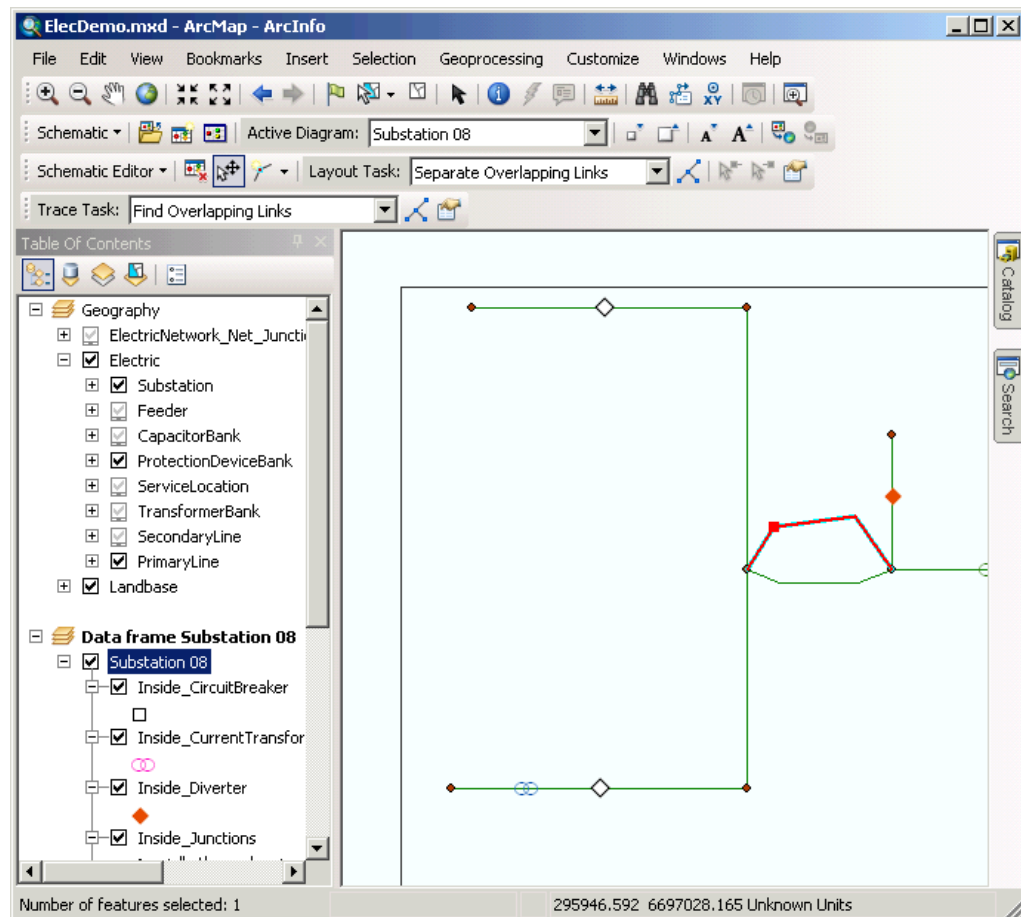 ElecDemo.mxd - ArcMap - ArcInfo
File Edit View Bookmarks Insert Selection Geoprocessing Customize Windows Help
Schematic Active Diagram: Substation 08
Schematic Editor Layout Task: Separate Overlapping Links
Trace Task: Find Overlapping Links
Table Of Contents
Geography
ElectricNetwork_Net_Juncti
Electric
Substation
Feeder
CapacitorBank
ProtectionDeviceBank
ServiceLocation
TransformerBank
SecondaryLine
PrimaryLine
Landbase
Data frame Substation 08
Substation 08
Inside_CircuitBreaker
Inside_CurrentTransfor
Inside_Diverter
Inside_Junctions
Catalog
Search
Number of features selected: 1
295946.592 6697028.165 Unknown Units